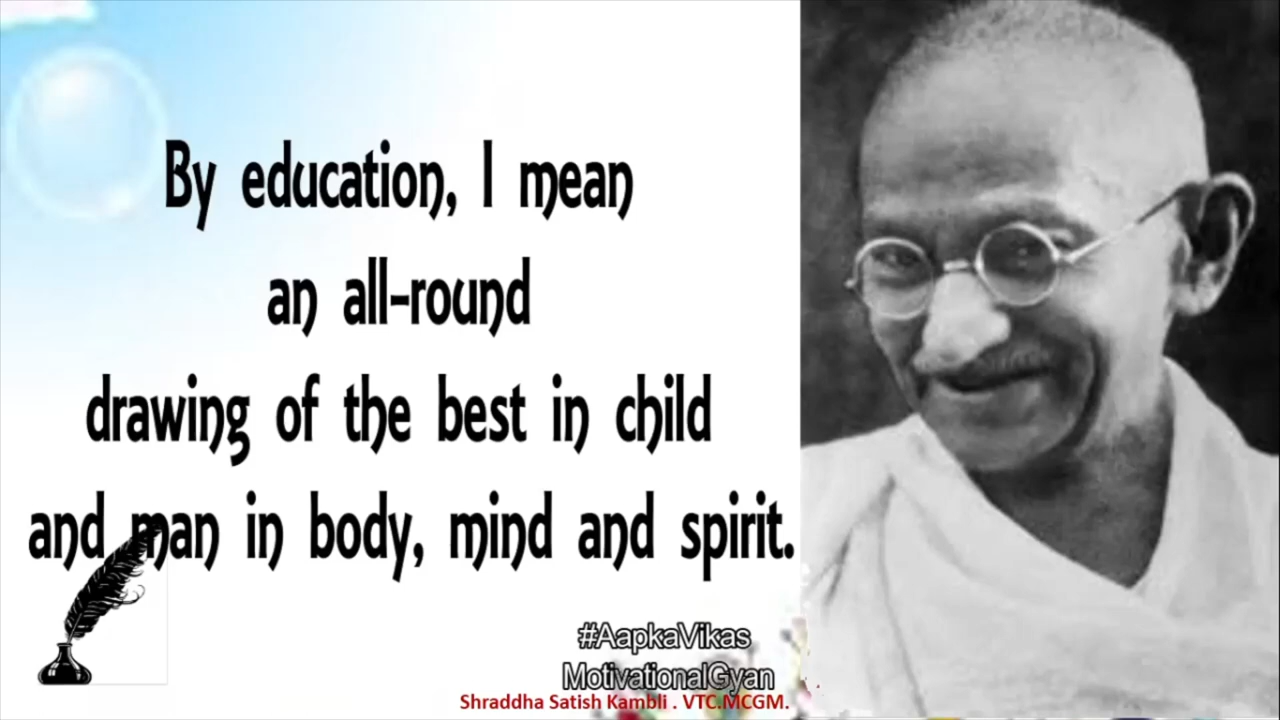 By education, I mean
an all-round
drawing of the best in child
and man in body, mind and spirit.
#AapkaVikas
MotivationalGyan
Shraddha Satish Kambli . VTC.MCGM.